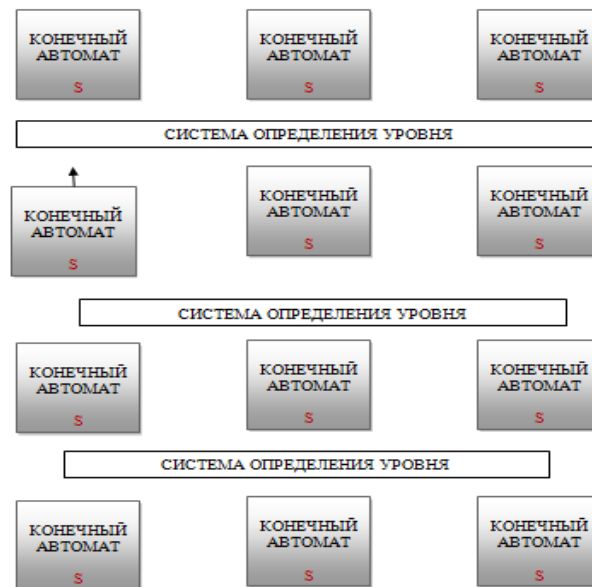 КОНЕЧНЫЙ КОНЕЧНЫЙ КОНЕЧНЫЙ
АВТОМАТ АВТОМАТ АВТОМАТ
S S S
СИСТЕМА ОПРЕДЕЛЕНИЯ УРОВНЯ
КОНЕЧНЫЙ
АВТОМАТ
S
КОНЕЧНЫЙ
АВТОМАТ
S
КОНЕЧНЫЙ
АВТОМАТ
S
СИСТЕМА ОПРЕДЕЛЕНИЯ УРОВНЯ
КОНЕЧНЫЙ КОНЕЧНЫЙ КОНЕЧНЫЙ
АВТОМАТ АВТОМАТ АВТОМАТ
S S S
СИСТЕМА ОПРЕДЕЛЕНИЯ УРОВНЯ
КОНЕЧНЫЙ КОНЕЧНЫЙ КОНЕЧНЫЙ
АВТОМАТ АВТОМАТ АВТОМАТ
S S S